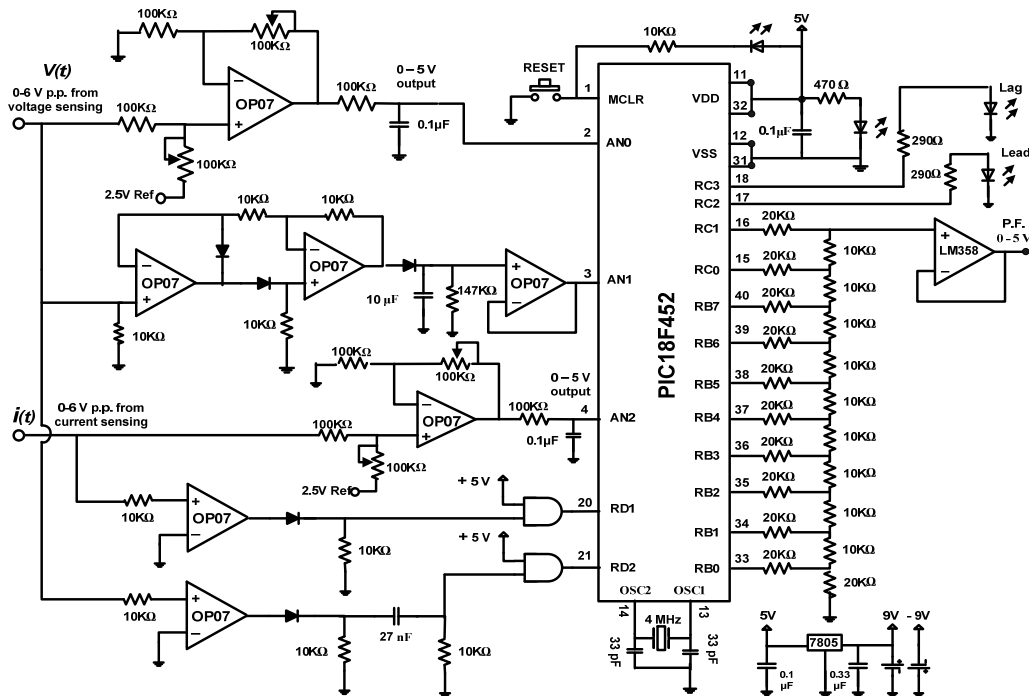 100KΩ
100KΩ
V(t)
0-6 V p.p. from
voltage sensing
100KΩ
OP07
100KΩ
0 – 5 V
output
0.1μF
100KΩ
2.5V Ref
10KΩ
10KΩ
OP07
OP07
10KΩ
10KΩ
10 μF
147KΩ
OP07
100KΩ
100KΩ
OP07
0 – 5 V
output
100KΩ
0.1μF
i(t)
0-6 V p.p. from
current sensing
100KΩ
100KΩ
2.5V Ref
10KΩ
OP07
10KΩ
+ 5 V
+ 5 V
10KΩ
OP07
10KΩ
27 nF
10KΩ
RESET
10KΩ
5V
1
MCLR
2
AN0
3
AN1
4
AN2
20
RD1
21
RD2
PIC18F452
11
VDD
32
12
VSS
31
18
RC3
17
RC2
16
RC1
15
RC0
40
RB7
39
RB6
38
RB5
37
RB4
36
RB3
35
RB2
34
RB1
33
RB0
OSC2
OSC1
14
13
4 MHz
33 pF
33 pF
470 Ω
0.1μF
Lag
290Ω
Lead
290Ω
20KΩ
20KΩ
20KΩ
20KΩ
20KΩ
20KΩ
20KΩ
20KΩ
20KΩ
20KΩ
10KΩ
10KΩ
10KΩ
10KΩ
10KΩ
10KΩ
10KΩ
10KΩ
10KΩ
20KΩ
LM358
P.F.
0 – 5 V
5V
7805
9V
- 9V
0.1
μF
0.33
μF